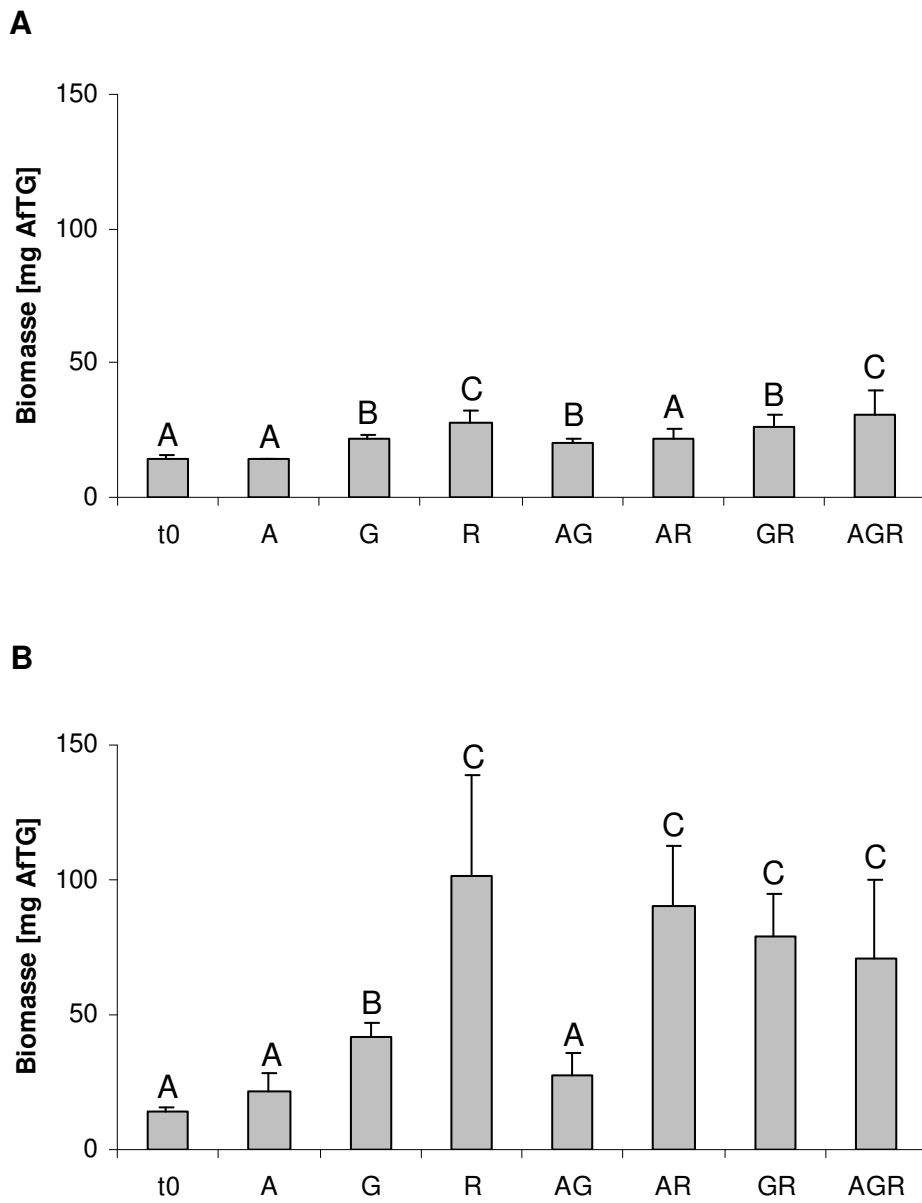 A
Biomasse [mg AfTG]
150
100
50
0
A A B C B A B C
t0 A G R AG AR GR AGR
B
Biomasse [mg AfTG]
150
100
50
0
A A B C A C C C
t0 A G R AG AR GR AGR